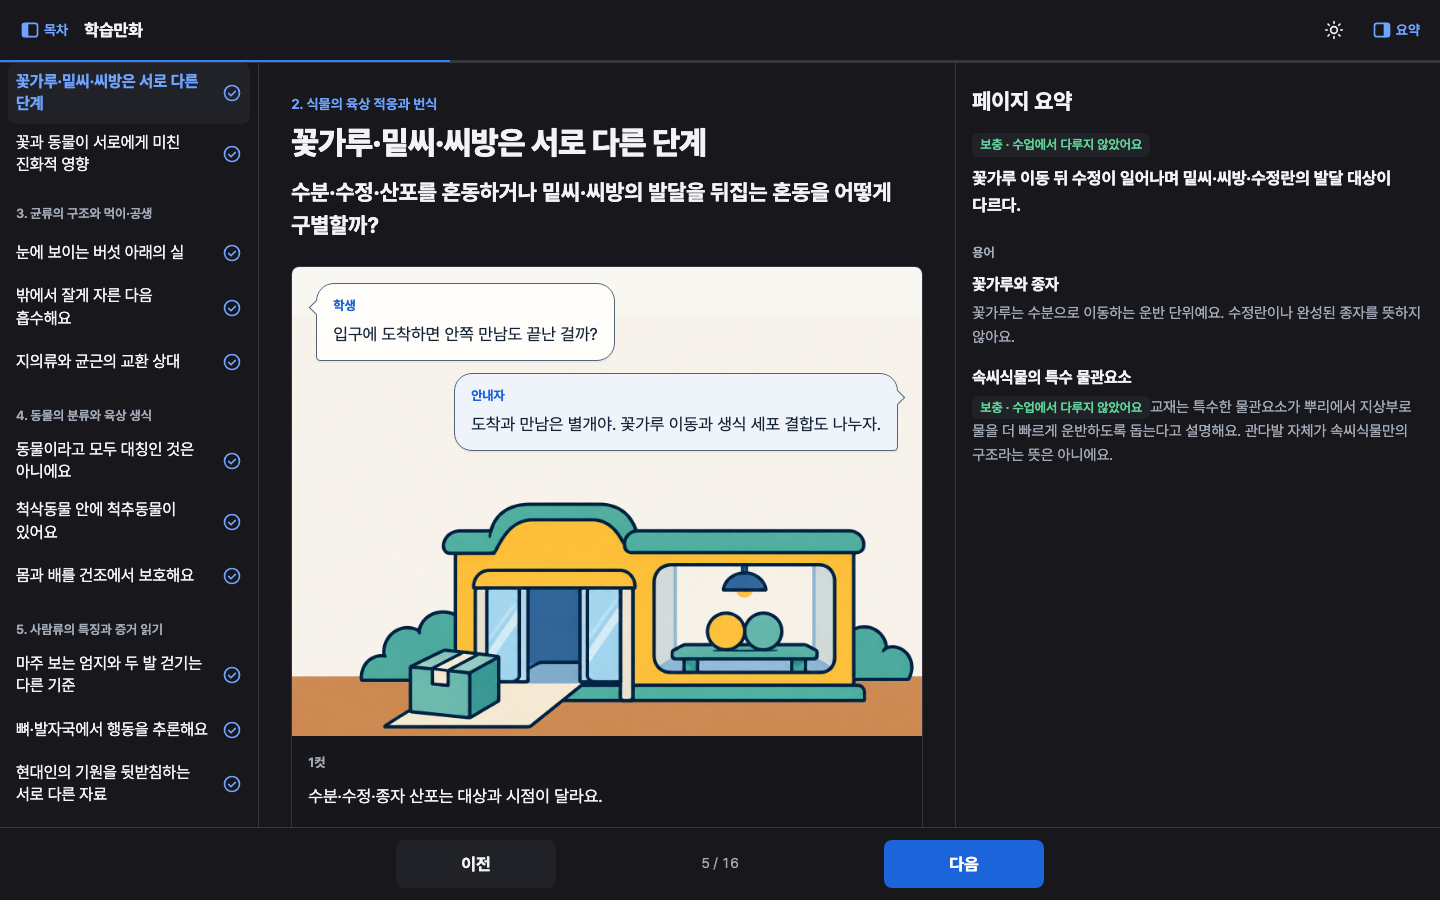 목차
학습만화
요약
꽃가루·밑씨·씨방은 서로 다른
단계
꽃과 동물이 서로에게 미친
진화적 영향
3. 균류의 구조와 먹이·공생
눈에 보이는 버섯 아래의 실
밖에서 잘게 자른 다음
흡수해요
지의류와 균근의 교환 상대
4. 동물의 분류와 육상 생식
동물이라고 모두 대칭인 것은
아니에요
척삭동물 안에 척추동물이
있어요
몸과 배를 건조에서 보호해요
5. 사람류의 특징과 증거 읽기
마주 보는 엄지와 두 발 걷기는
다른 기준
뼈·발자국에서 행동을 추론해요
현대인의 기원을 뒷받침하는
서로 다른 자료
2. 식물의 육상 적응과 번식
꽃가루·밑씨·씨방은 서로 다른 단계
수분·수정·산포를 혼동하거나 밑씨·씨방의 발달을 뒤집는 혼동을 어떻게
구별할까?
학생
입구에 도착하면 안쪽 만남도 끝난 걸까?
안내자
도착과 만남은 별개야. 꽃가루 이동과 생식 세포 결합도 나누자.
1컷
수분·수정·종자 산포는 대상과 시점이 달라요.
페이지 요약
보충 · 수업에서 다루지 않았어요
꽃가루 이동 뒤 수정이 일어나며 밑씨·씨방·수정란의 발달 대상이
다르다.
용어
꽃가루와 종자
꽃가루는 수분으로 이동하는 운반 단위예요. 수정란이나 완성된 종자를 뜻하지
않아요.
속씨식물의 특수 물관요소
보충 · 수업에서 다루지 않았어요 교재는 특수한 물관요소가 뿌리에서 지상부로
물을 더 빠르게 운반하도록 돕는다고 설명해요. 관다발 자체가 속씨식물만의
구조라는 뜻은 아니에요.
이전
5 / 16
다음